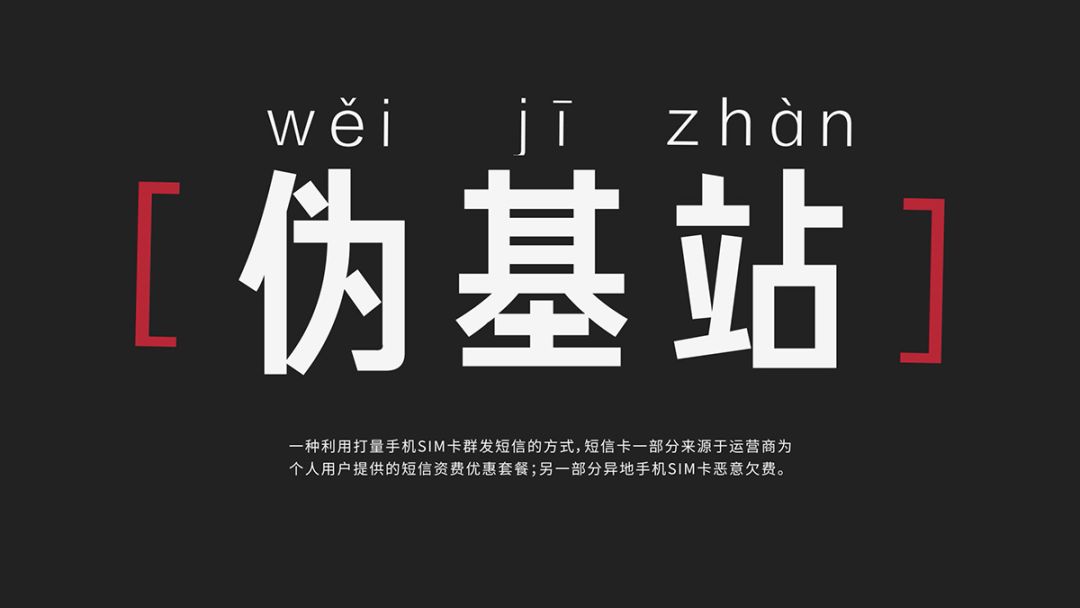 wěi jī zhàn
[伪基站]
一种利用打量手机SIM卡群发短信的方式,短信卡一部分来源于运营商为
个人用户提供的短信资费优惠套餐;另一部分异地手机SIM卡恶意欠费。